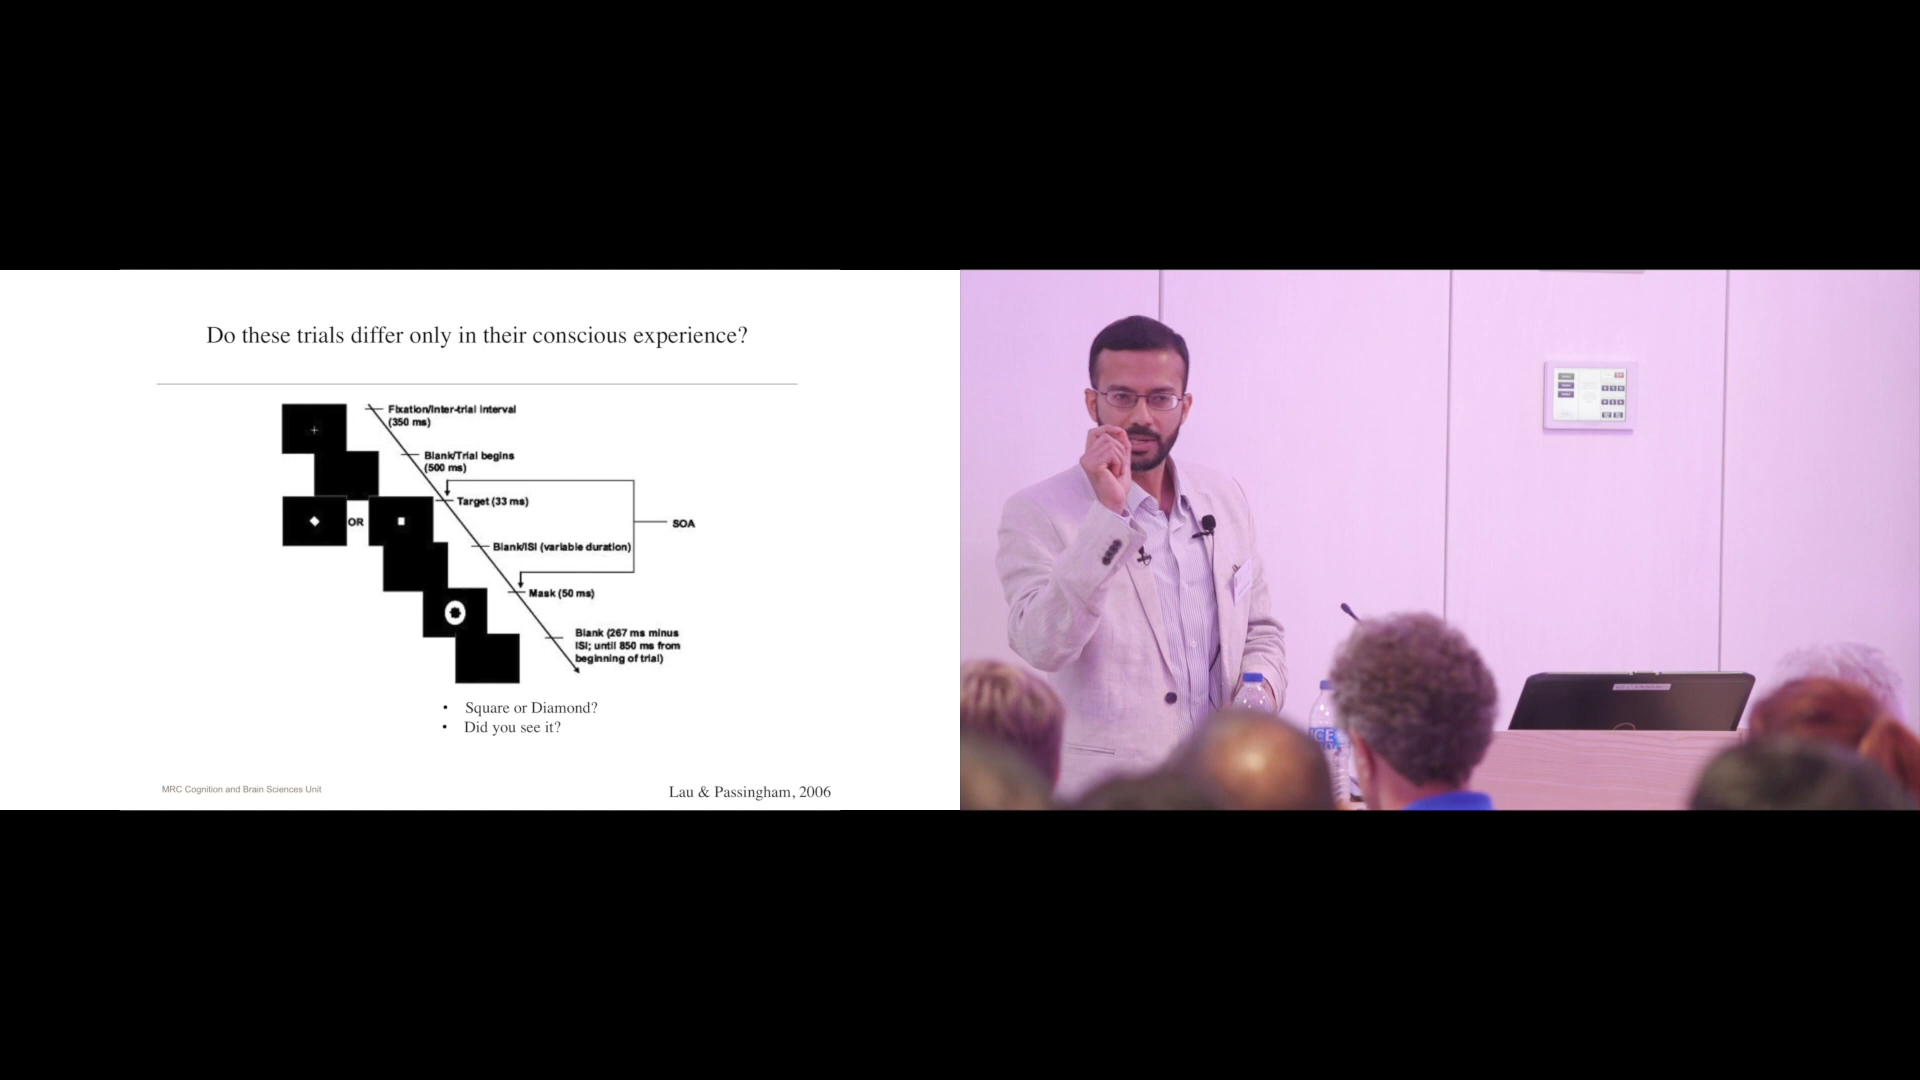 Do these trials differ only in their conscious experience?
Fixation/Inter-trial interval
(350 ms)
Blank/Trial begins
(500 ms)
Target (33 ms)
OR
SOA
Blank/ISI (variable duration)
Mask (50 ms)
Blank (267 ms minus
ISI; until 850 ms from
beginning of trial)
• Square or Diamond?
• Did you see it?
MRC Cognition and Brain Sciences Unit
Lau & Passingham, 2006